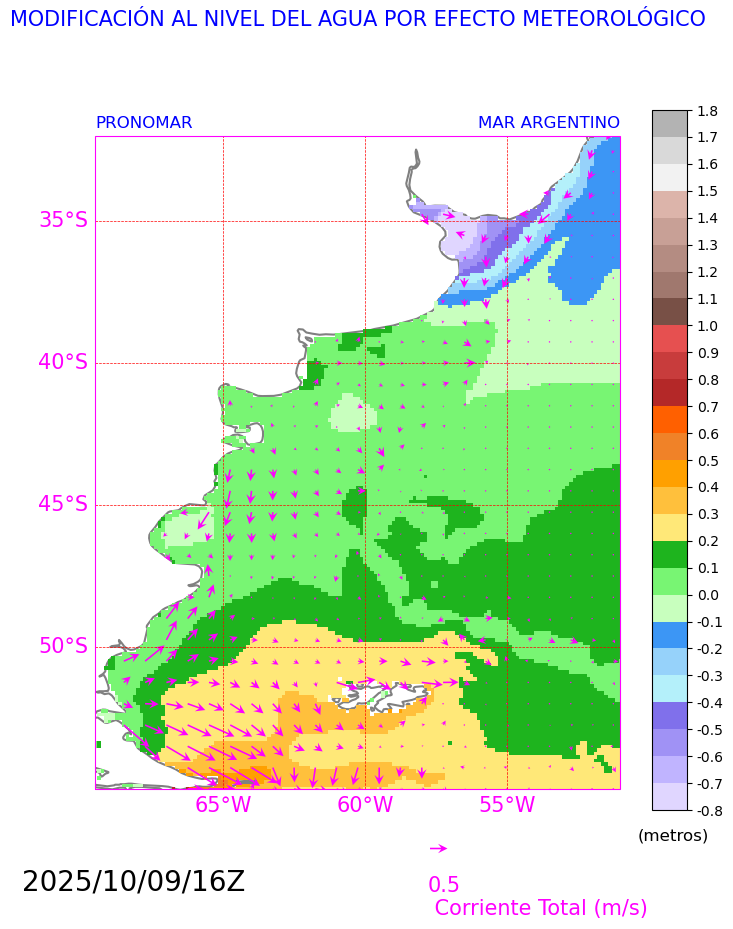 MODIFICACIÓN AL NIVEL DEL AGUA POR EFECTO METEOROLÓGICO
PRONOMAR
MAR ARGENTINO
35°S
40°S
45°S
50°S
65°W
60°W
55°W
1.8
1.7
1.6
1.5
1.4
1.3
1.2
1.1
1.0
0.9
0.8
0.7
0.6
0.5
0.4
0.3
0.2
0.1
0.0
-0.1
-0.2
-0.3
-0.4
-0.5
-0.6
-0.7
-0.8
(metros)
2025/10/09/16Z
0.5
Corriente Total (m/s)